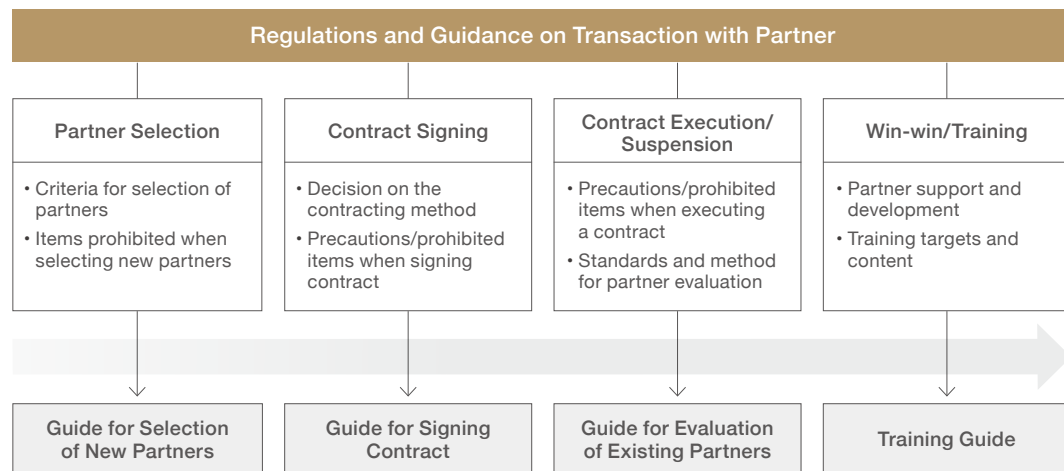 Regulations and Guidance on Transaction with Partner
Partner Selection
• Criteria for selection of
partners
• Items prohibited when
selecting new partners
Guide for Selection
of New Partners
Contract Signing
• Decision on the
contracting method
• Precautions/prohibited
items when signing
contract
Guide for Signing
Contract
Contract Execution/
Suspension
• Precautions/prohibited
items when executing
a contract
• Standards and method
for partner evaluation
Guide for Evaluation
of Existing Partners
Win-win/Training
• Partner support and
development
• Training targets and
content
Training Guide